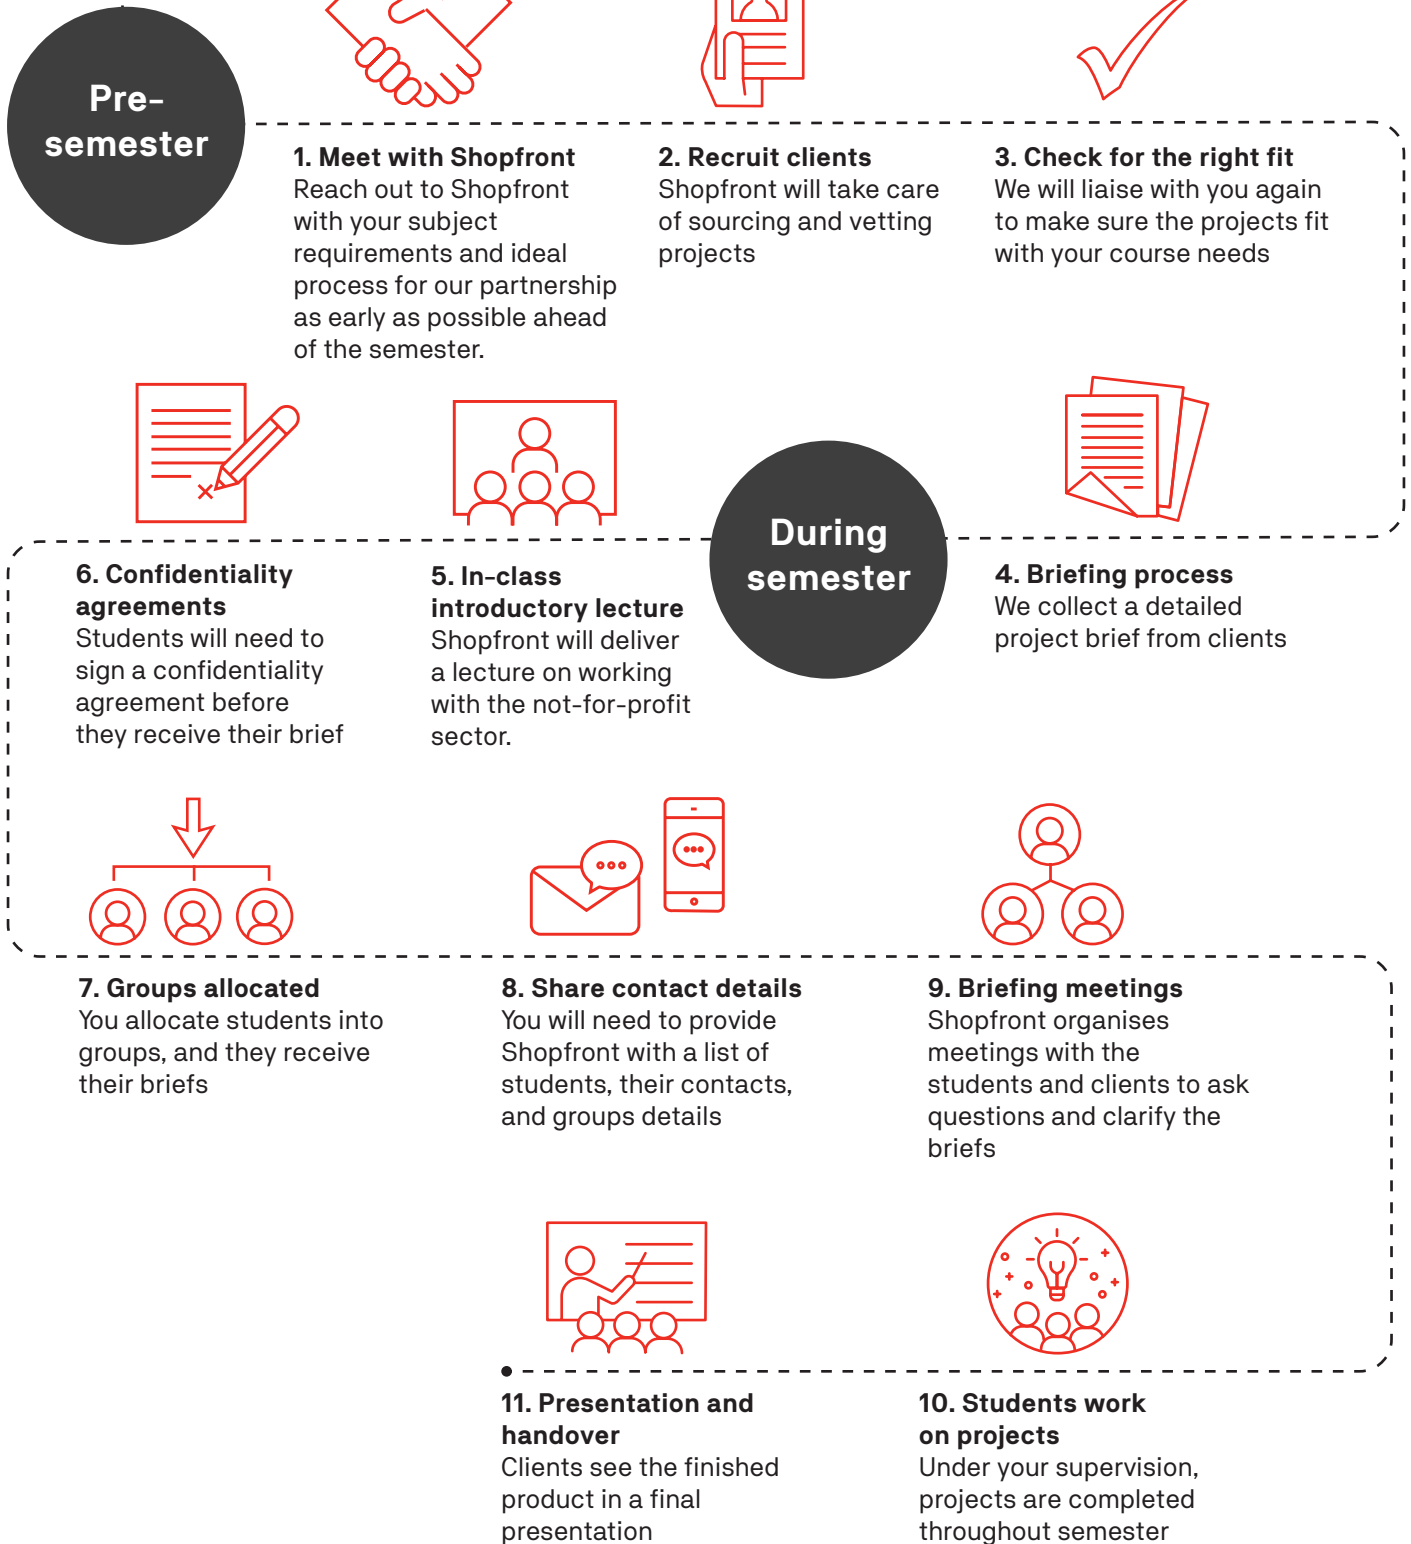 Pre-
semester
1. Meet with Shopfront
Reach out to Shopfront
with your subject
requirements and ideal
process for our partnership
as early as possible ahead
of the semester.
2. Recruit clients
Shopfront will take care
of sourcing and vetting
projects
3. Check for the right fit
We will liaise with you again
to make sure the projects fit
with your course needs
4. Briefing process
We collect a detailed
project brief from clients
During
semester
5. In-class
introductory lecture
Shopfront will deliver
a lecture on working
with the not-for-profit
sector.
6. Confidentiality
agreements
Students will need to
sign a confidentiality
agreement before
they receive their brief
7. Groups allocated
You allocate students into
groups, and they receive
their briefs
8. Share contact details
You will need to provide
Shopfront with a list of
students, their contacts,
and groups details
9. Briefing meetings
Shopfront organises
meetings with the
students and clients to ask
questions and clarify the
briefs
10. Students work
on projects
Under your supervision,
projects are completed
throughout semester
11. Presentation and
handover
Clients see the finished
product in a final
presentation